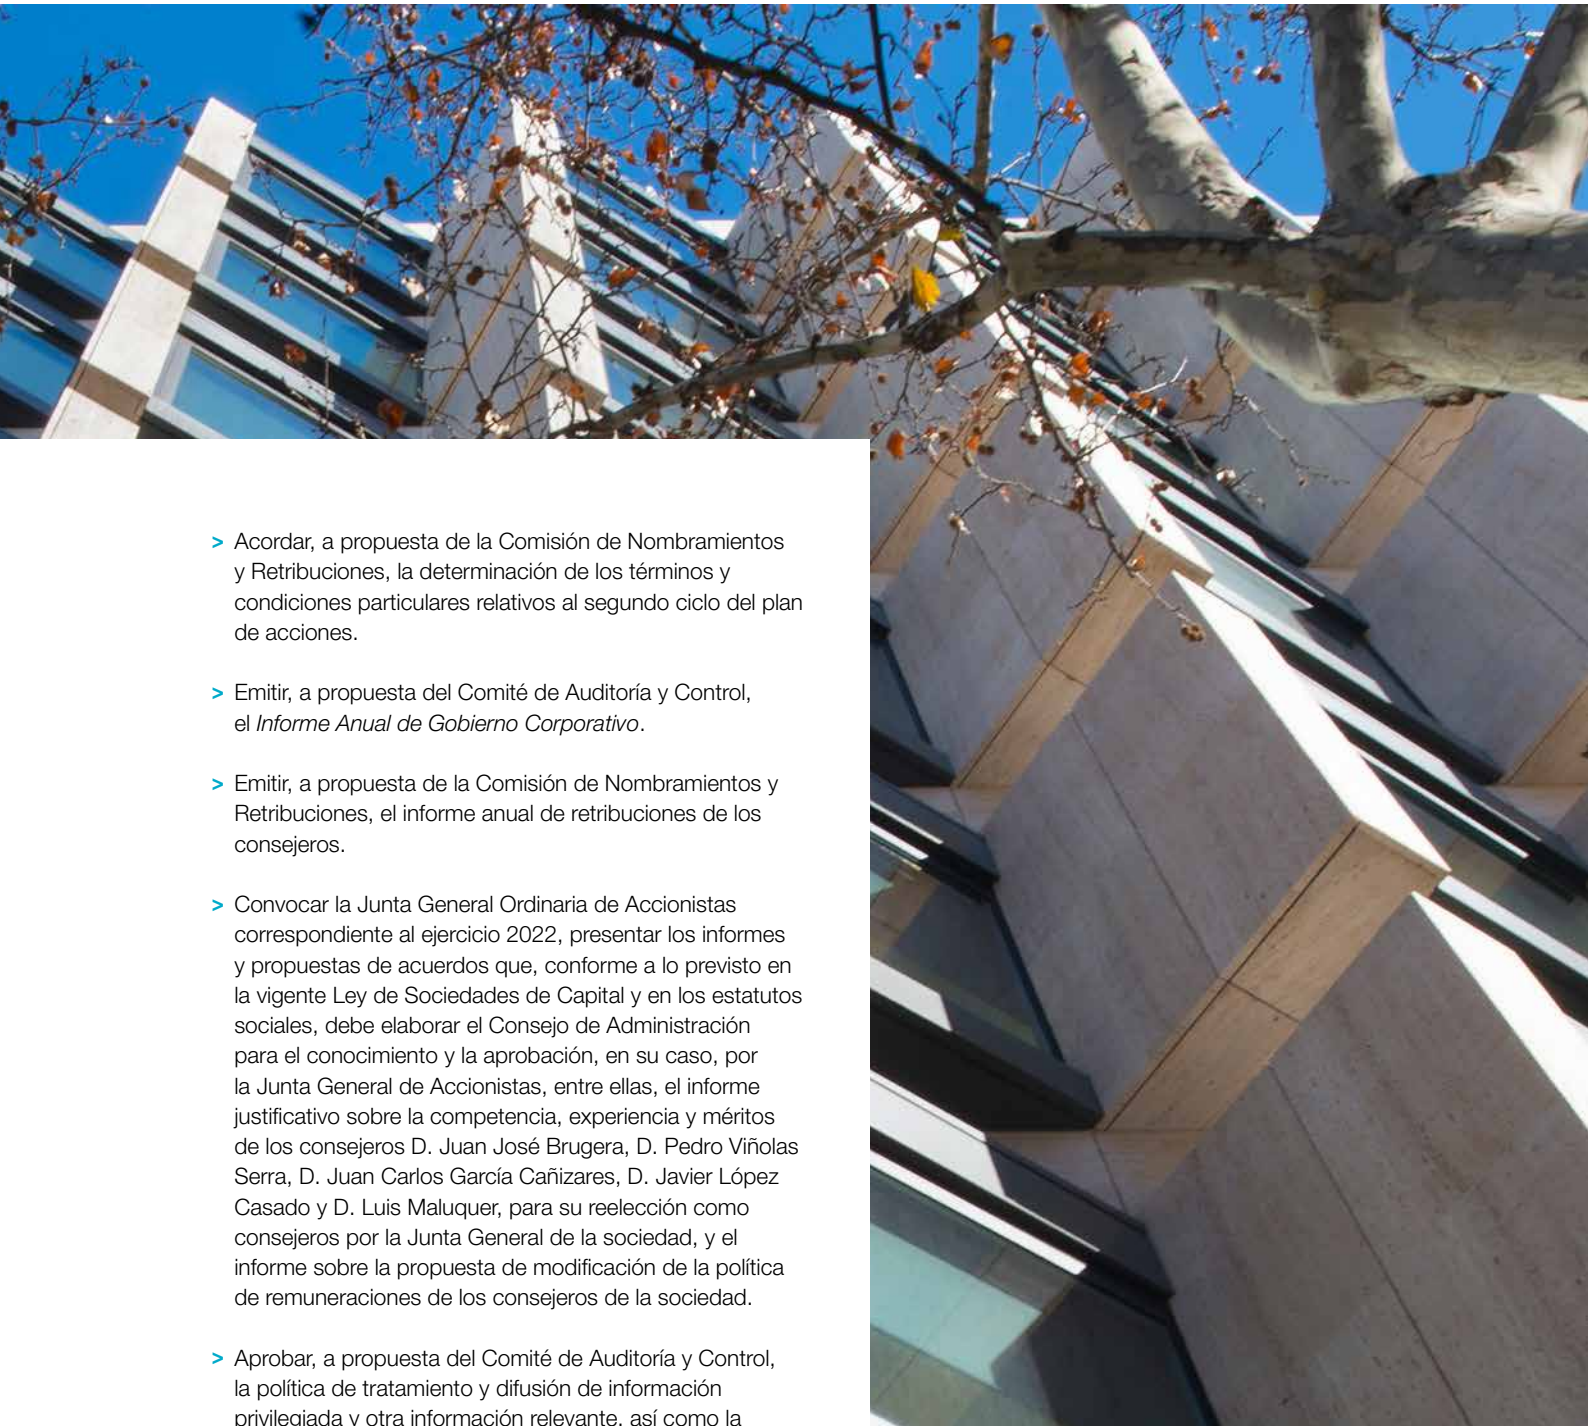 > Acordar, a propuesta de la Comisión de Nombramientos
y Retribuciones, la determinación de los términos y
condiciones particulares relativos al segundo ciclo del plan
de acciones.
> Emitir, a propuesta del Comité de Auditoría y Control,
el Informe Anual de Gobierno Corporativo.
> Emitir, a propuesta de la Comisión de Nombramientos y
Retribuciones, el informe anual de retribuciones de los
consejeros.
> Convocar la Junta General Ordinaria de Accionistas
correspondiente al ejercicio 2022, presentar los informes
y propuestas de acuerdos que, conforme a lo previsto en
la vigente Ley de Sociedades de Capital y en los estatutos
sociales, debe elaborar el Consejo de Administración
para el conocimiento y la aprobación, en su caso, por
la Junta General de Accionistas, entre ellas, el informe
justificativo sobre la competencia, experiencia y méritos
de los consejeros D. Juan José Brugera, D. Pedro Viñolas
Serra, D. Juan Carlos García Cañizares, D. Javier López
Casado y D. Luis Maluquer, para su reelección como
consejeros por la Junta General de la sociedad, y el
informe sobre la propuesta de modificación de la política
de remuneraciones de los consejeros de la sociedad.
> Aprobar, a propuesta del Comité de Auditoría y Control,
la política de tratamiento y difusión de información
privilegiada y otra información relevante, así como la